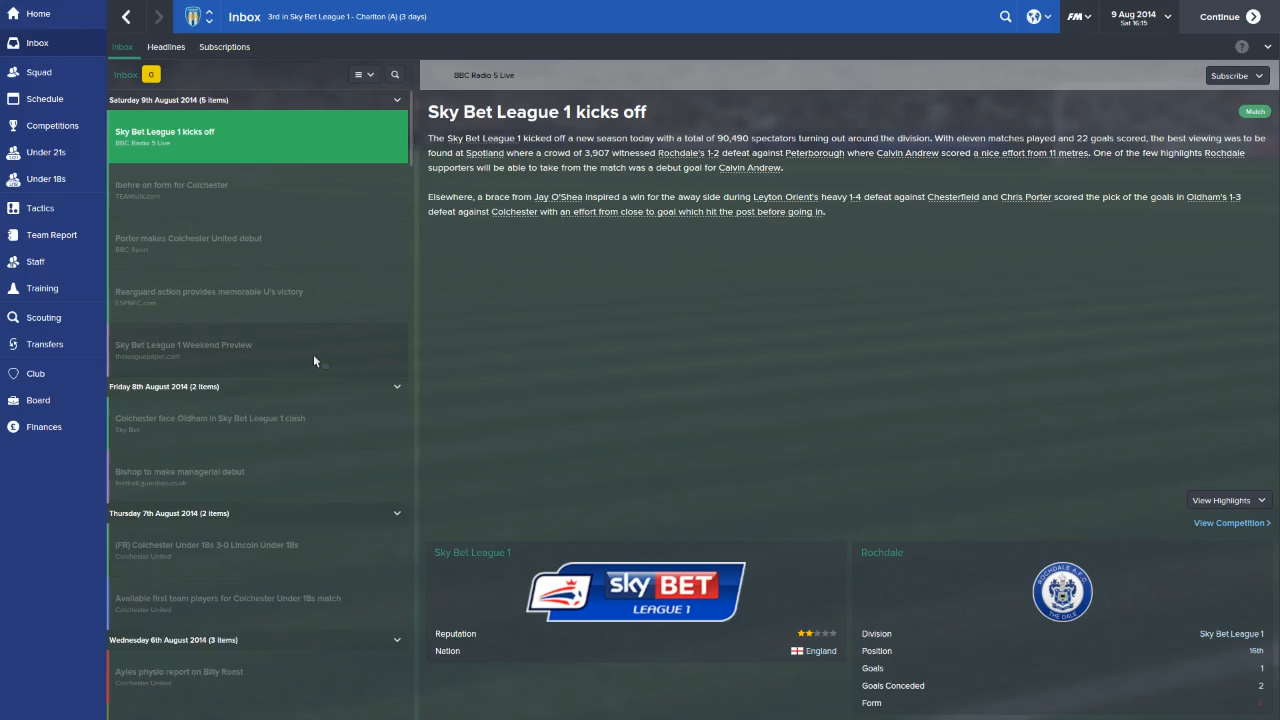 Home
Inbox
3rd in Sky Bet League 1 - Charlton (A) (3 days)
FM
9 Aug 2014
Sat 16:15
Continue
Inbox
Squad
Schedule
Competitions
Under 21s
Under 18s
Tactics
Team Report
Staff
Training
Scouting
Transfers
Club
Board
Finances
Inbox
Headlines
Subscriptions
?
Inbox 0
Saturday 9th August 2014 (5 items)
Sky Bet League 1 kicks off
BBC Radio 5 Live
Ibehre on form for Colchester
TEAMtalk.com
Porter makes Colchester United debut
BBC Sport
Rearguard action provides memorable U's victory
ESPNFC.com
Sky Bet League 1 Weekend Preview
theleaguepaper.com
Friday 8th August 2014 (2 items)
Colchester face Oldham in Sky Bet League 1 clash
Sky Bet
Bishop to make managerial debut
football.guardian.co.uk
Thursday 7th August 2014 (2 items)
(FR) Colchester Under 18s 3-0 Lincoln Under 18s
Colchester United
Available first team players for Colchester Under 18s match
Colchester United
Wednesday 6th August 2014 (3 items)
Ayles physio report on Billy Roast
Colchester United
BBC Radio 5 Live
Subscribe
Sky Bet League 1 kicks off
Match
The Sky Bet League 1 kicked off a new season today with a total of 90,490 spectators turning out around the division. With eleven matches played and 22 goals scored, the best viewing was to be
found at Spotland where a crowd of 3,907 witnessed Rochdale's 1-2 defeat against Peterborough where Calvin Andrew scored a nice effort from 11 metres. One of the few highlights Rochdale
supporters will be able to take from the match was a debut goal for Calvin Andrew.
Elsewhere, a brace from Jay O'Shea inspired a win for the away side during Leyton Orient's heavy 1-4 defeat against Chesterfield and Chris Porter scored the pick of the goals in Oldham's 1-3
defeat against Colchester with an effort from close to goal which hit the post before going in.
View Highlights
View Competition
Sky Bet League 1
sky BET
LEAGUE 1
Reputation
Nation England
Rochdale
ROCHDALE A.F.C.
THE DALE
Division Sky Bet League 1
Position 16th
Goals 1
Goals Conceded 2
Form